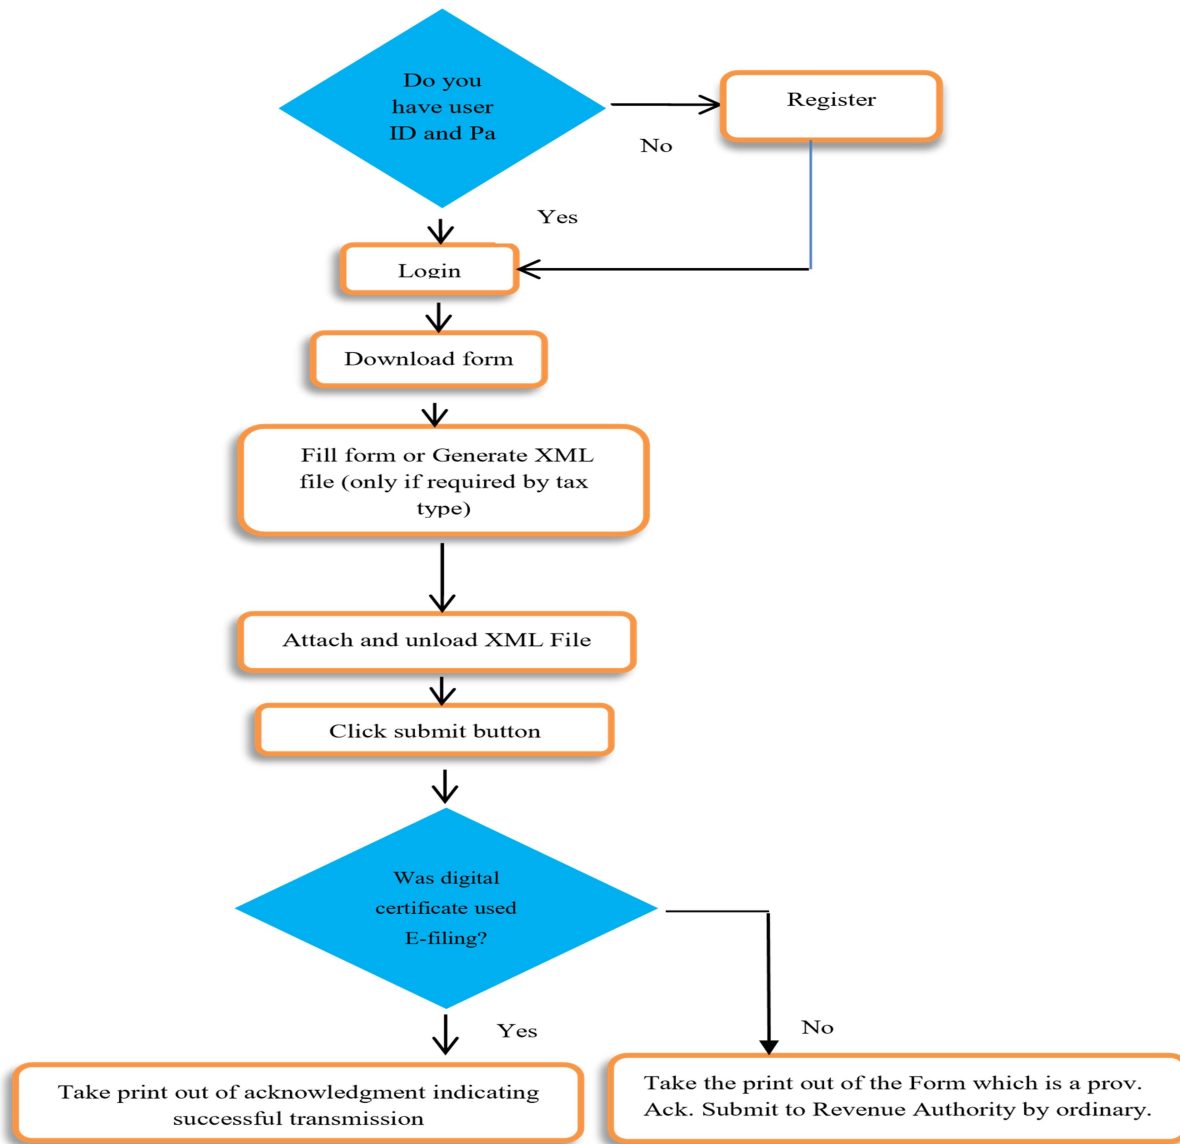 Do you
have user
ID and Pa
Register
No
Yes
Login
Download form
Fill form or Generate XML
file (only if required by tax
type)
Attach and unload XML File
Click submit button
Was digital
certificate used
E-filing?
Yes
No
Take print out of acknowledgment indicating
successful transmission
Take the print out of the Form which is a prov.
Ack. Submit to Revenue Authority by ordinary.